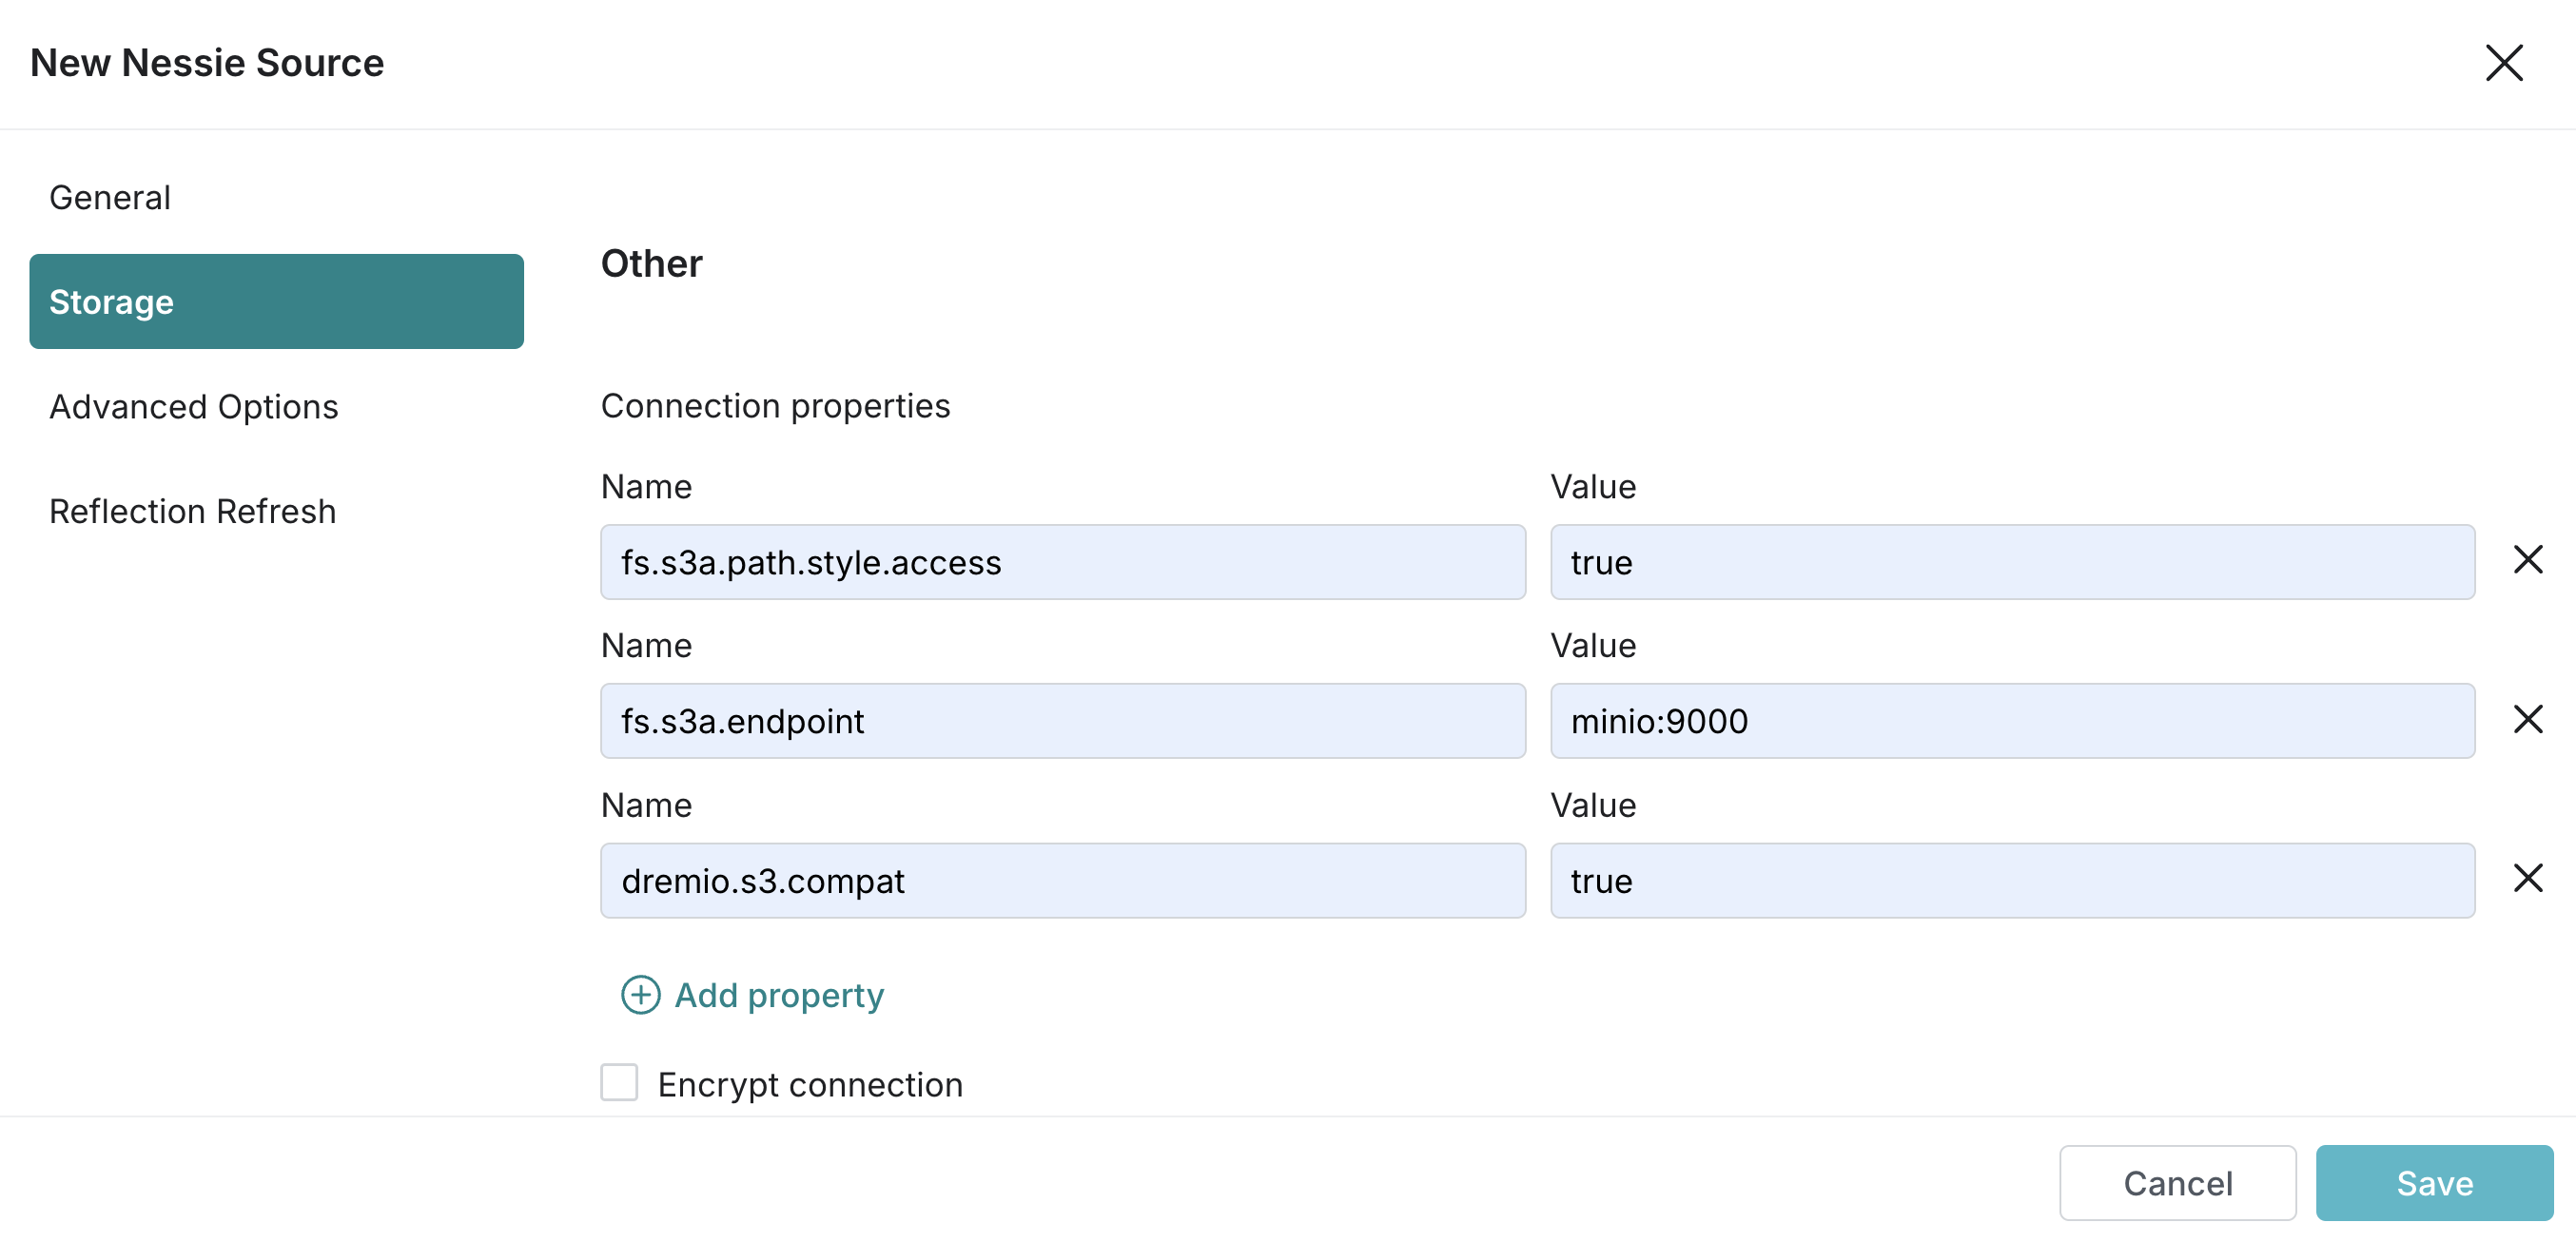 New Nessie Source
General
Storage
Advanced Options
Reflection Refresh
Other
Connection properties
Name Value
fs.s3a.path.style.access true
Name Value
fs.s3a.endpoint minio:9000
Name Value
dremio.s3.compat true
Add property
Encrypt connection
Cancel Save